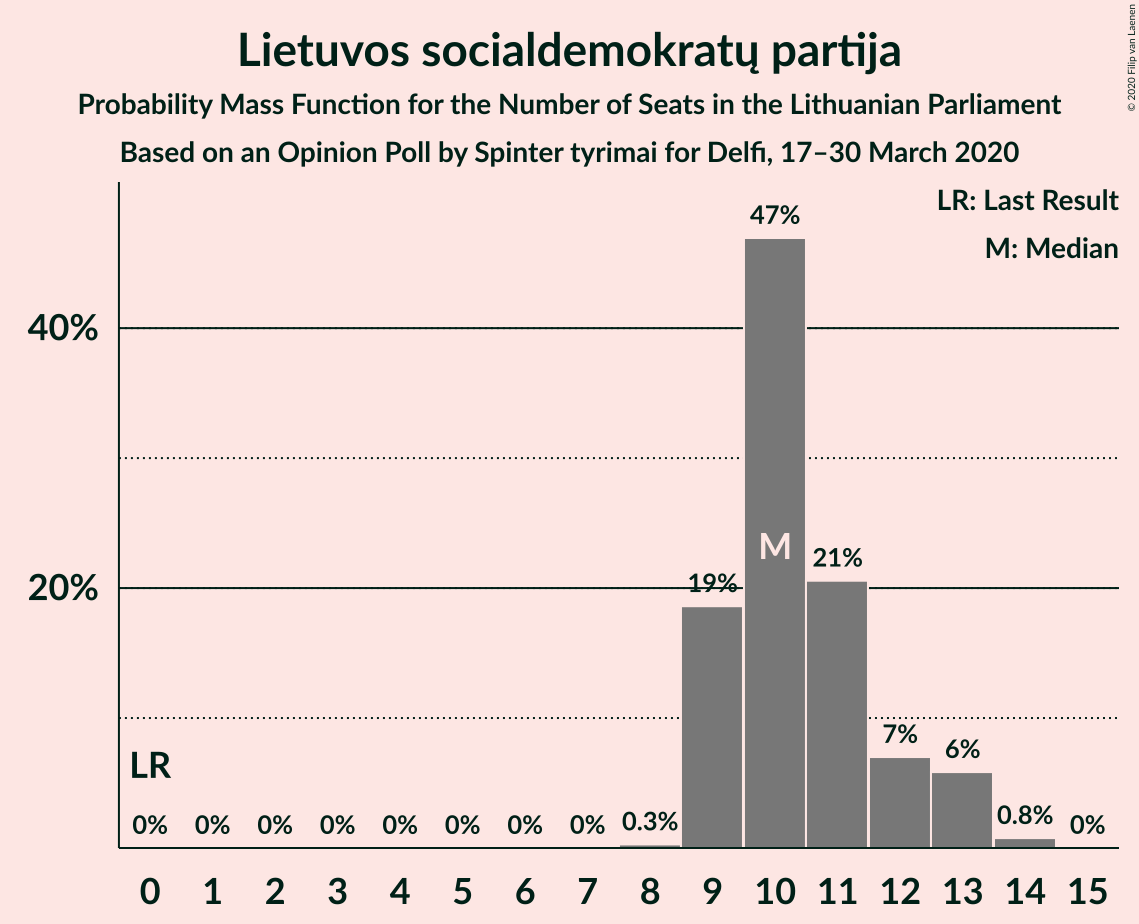 Lietuvos socialdemokratų partija
Probability Mass Function for the Number of Seats in the Lithuanian Parliament
Based on an Opinion Poll by Spinter tyrimai for Delfi, 17–30 March 2020
© 2020 Filip van Laenen
LR: Last Result
M: Median
47%
40%
M
21%
20%
19%
LR
7%
6%
0% 0% 0% 0% 0% 0% 0% 0% 0.3% 0.8% 0%
0 1 2 3 4 5 6 7 8 9 10 11 12 13 14 15